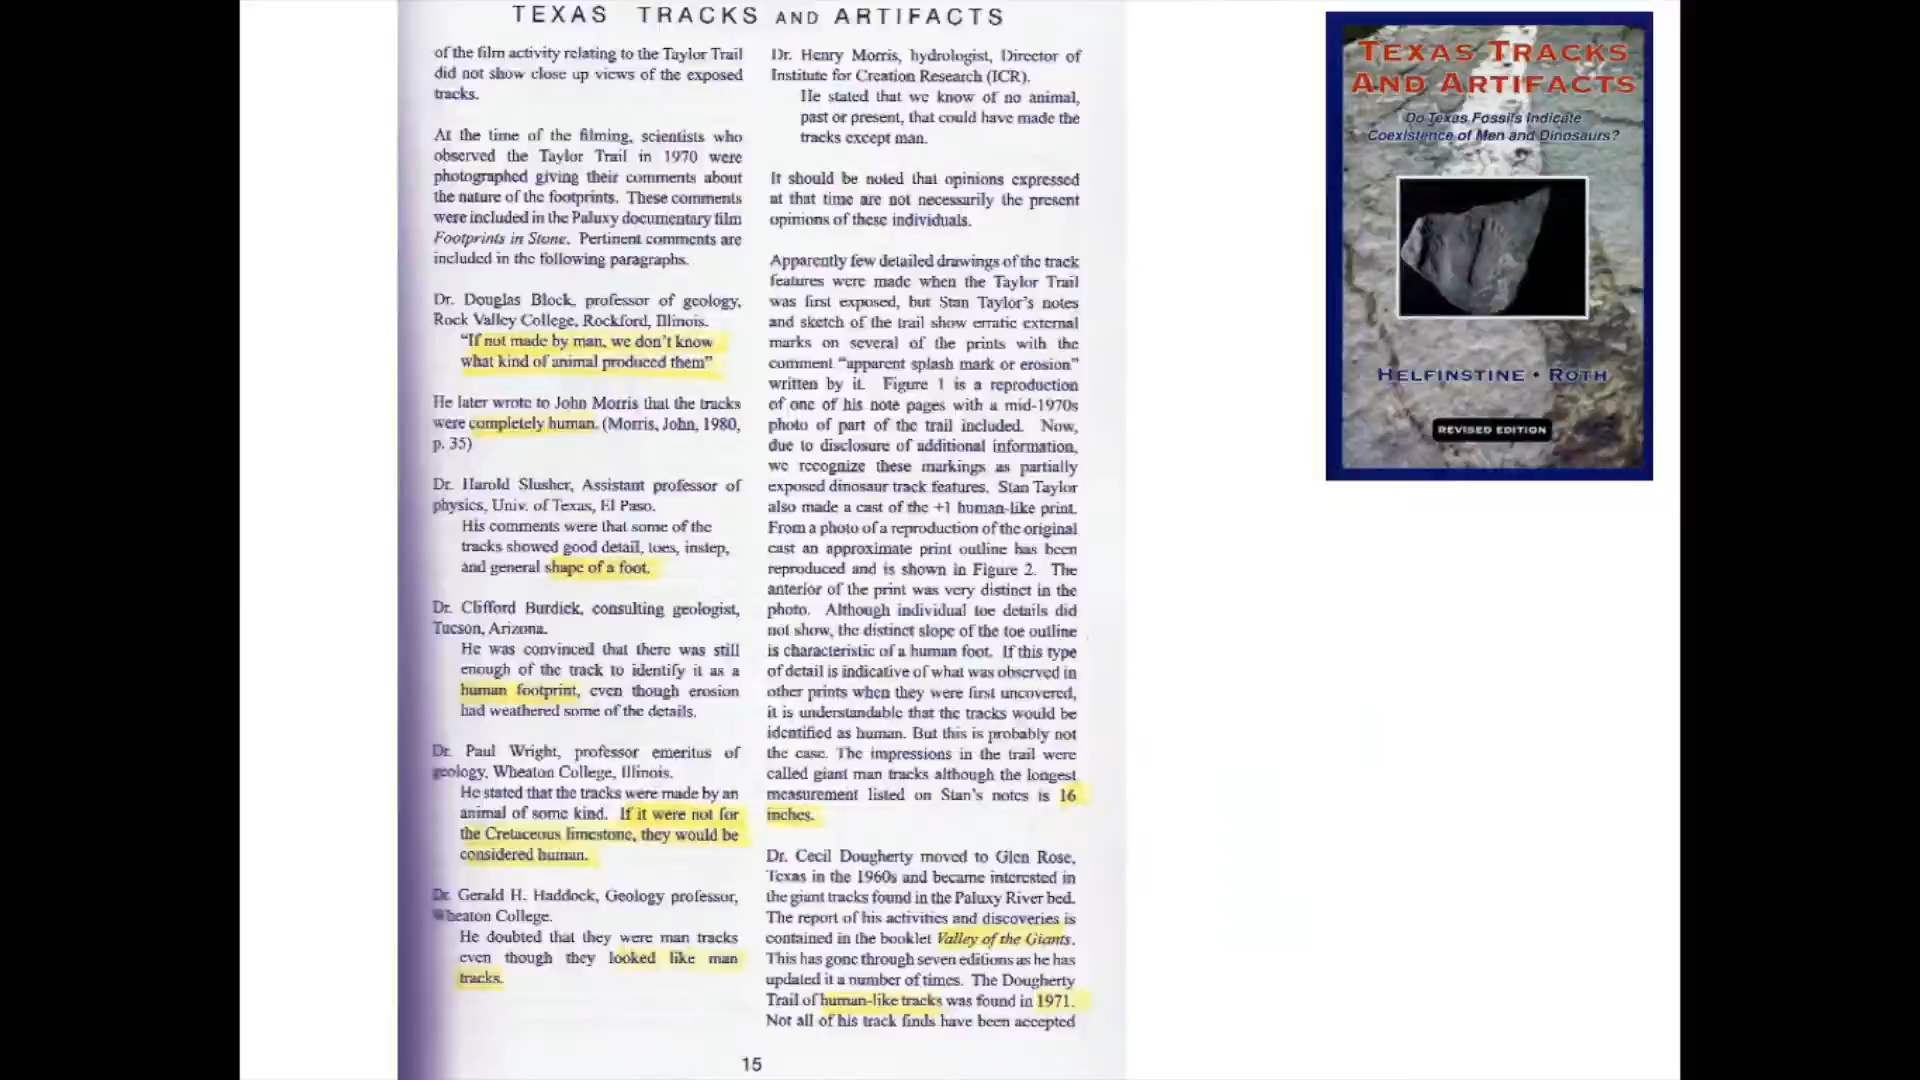 TEXAS TRACKS AND ARTIFACTS
of the film activity relating to the Taylor Trail
did not show close up views of the exposed
tracks.
At the time of the filming, scientists who
observed the Taylor Trail in 1970 were
photographed giving their comments about
the nature of the footprints. These comments
were included in the Paluxy documentary film
Footprints in Stone. Pertinent comments are
included in the following paragraphs.
Dr. Douglas Block, professor of geology,
Rock Valley College, Rockford, Illinois.
"If not made by man, we don't know
what kind of animal produced them"
He later wrote to John Morris that the tracks
were completely human. (Morris, John, 1980,
p. 35)
Dr. Harold Slusher, Assistant professor of
physics, Univ. of Texas, El Paso.
His comments were that some of the
tracks showed good detail, toes, instep,
and general shape of a foot.
Dr. Clifford Burdick, consulting geologist,
Tucson, Arizona.
He was convinced that there was still
enough of the track to identify it as a
human footprint, even though erosion
had weathered some of the details.
Dr. Paul Wright, professor emeritus of
geology, Wheaton College, Illinois.
He stated that the tracks were made by an
animal of some kind. If it were not for
the Cretaceous limestone, they would be
considered human.
Dr. Gerald H. Haddock, Geology professor,
Wheaton College.
He doubted that they were man tracks
even though they looked like man
tracks.
Dr. Henry Morris, hydrologist, Director of
Institute for Creation Research (ICR).
He stated that we know of no animal,
past or present, that could have made the
tracks except man.
It should be noted that opinions expressed
at that time are not necessarily the present
opinions of these individuals.
Apparently few detailed drawings of the track
features were made when the Taylor Trail
was first exposed, but Stan Taylor's notes
and sketch of the trail show erratic external
marks on several of the prints with the
comment "apparent splash mark or erosion"
written by it. Figure 1 is a reproduction
of one of his note pages with a mid-1970s
photo of part of the trail included. Now,
due to disclosure of additional information,
we recognize these markings as partially
exposed dinosaur track features. Stan Taylor
also made a cast of the +1 human-like print.
From a photo of a reproduction of the original
cast an approximate print outline has been
reproduced and is shown in Figure 2. The
anterior of the print was very distinct in the
photo. Although individual toe details did
not show, the distinct slope of the toe outline
is characteristic of a human foot. If this type
of detail is indicative of what was observed in
other prints when they were first uncovered,
it is understandable that the tracks would be
identified as human. But this is probably not
the case. The impressions in the trail were
called giant man tracks although the longest
measurement listed on Stan's notes is 16
inches.
Dr. Cecil Dougherty moved to Glen Rose,
Texas in the 1960s and became interested in
the giant tracks found in the Paluxy River bed.
The report of his activities and discoveries is
contained in the booklet Valley of the Giants.
This has gone through seven editions as he has
updated it a number of times. The Dougherty
Trail of human-like tracks was found in 1971.
Not all of his track finds have been accepted
15
TEXAS TRACKS
AND ARTIFACTS
Do Texas Fossils Indicate
Coexistence of Men and Dinosaurs?
HELFINSTINE • ROTH
REVISED EDITION